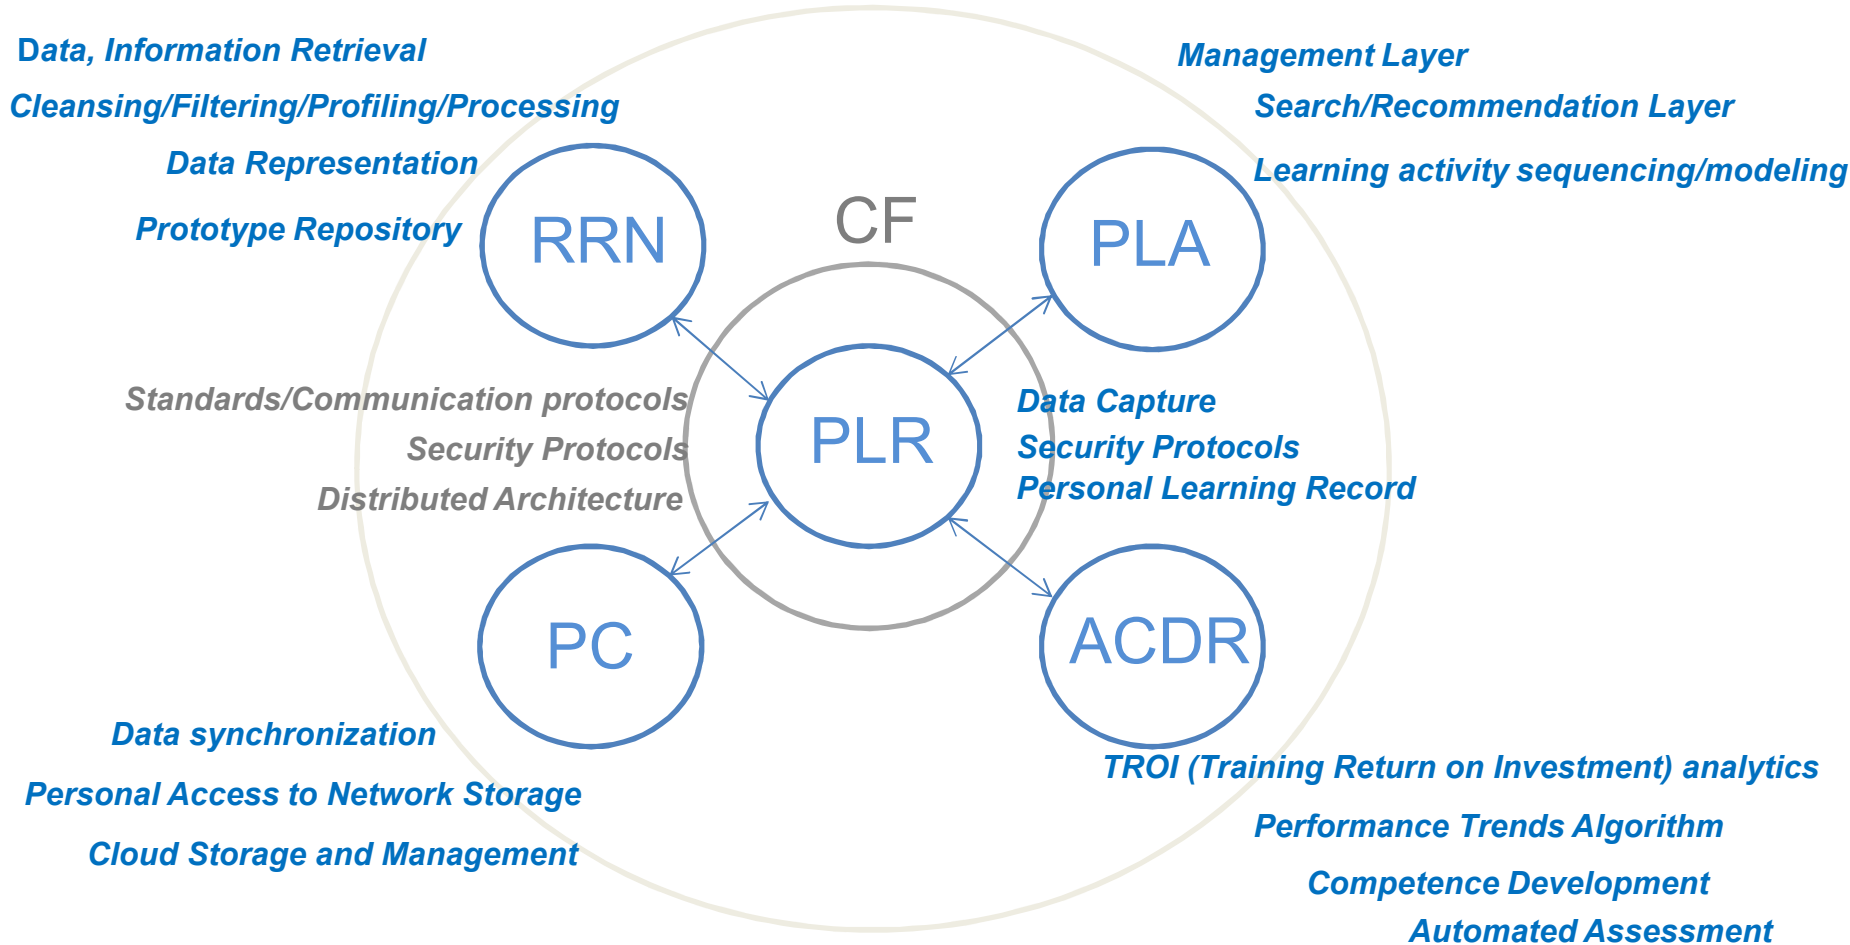 Data, Information Retrieval
Cleansing/Filtering/Profiling/Processing
Data Representation
Prototype Repository
RRN
CF
Management Layer
Search/Recommendation Layer
Learning activity sequencing/modeling
PLA
Standards/Communication protocols
Security Protocols
Distributed Architecture
PLR
Data Capture
Security Protocols
Personal Learning Record
PC
Data synchronization
Personal Access to Network Storage
Cloud Storage and Management
ACDR
TROI (Training Return on Investment) analytics
Performance Trends Algorithm
Competence Development
Automated Assessment